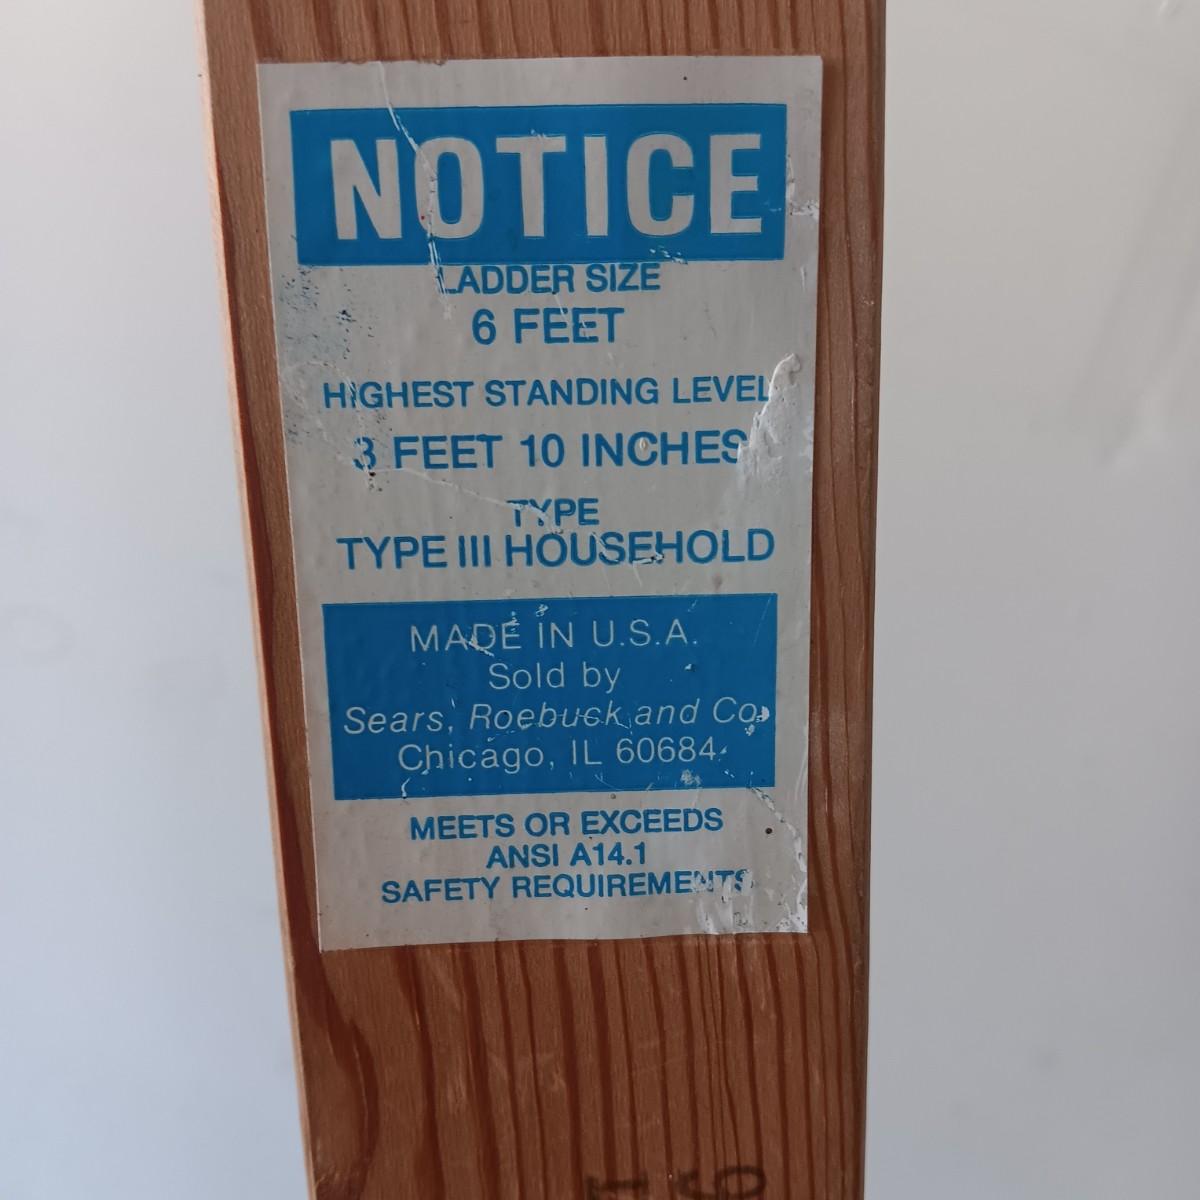 NOTICE
LADDER SIZE
6 FEET
HIGHEST STANDING LEVEL
3 FEET 10 INCHES
TYPE
TYPE III HOUSEHOLD
MADE IN U.S.A.
Sold by
Sears, Roebuck and Co.
Chicago, IL 60684
MEETS OR EXCEEDS
ANSI A14.1
SAFETY REQUIREMENTS